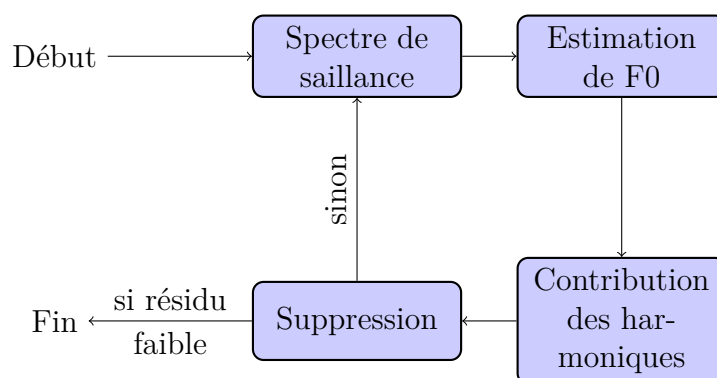 Début
Spectre de
saillance
Estimation
de F0
sinon
Contribution
des har-
moniques
Suppression
si résidu
faible
Fin